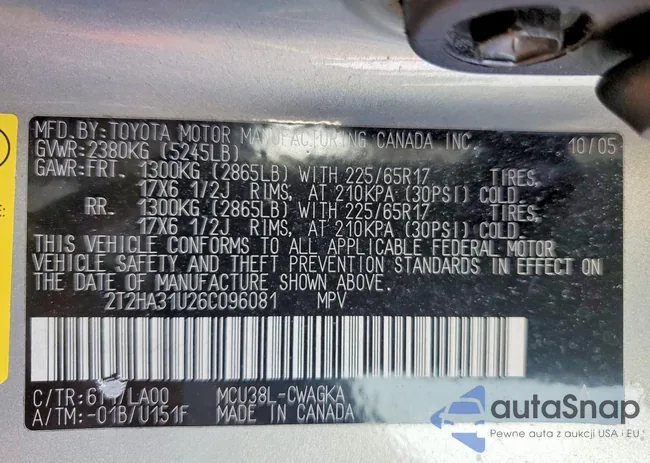 MFD. BY: TOYOTA MOTOR MANUFACTURING CANADA INC. 10/05
GVWR: 2380KG (5245LB)
GAWR: FRT. 1300KG (2865LB) WITH 225/65R17 TIRES,
17X6 1/2J RIMS, AT 210KPA (30PSI) COLD.
RR. 1300KG (2865LB) WITH 225/65R17 TIRES,
17X6 1/2J RIMS, AT 210KPA (30PSI) COLD.
THIS VEHICLE CONFORMS TO ALL APPLICABLE FEDERAL MOTOR
VEHICLE SAFETY AND THEFT PREVENTION STANDARDS IN EFFECT ON
THE DATE OF MANUFACTURE SHOWN ABOVE.
2T2HA31U26C096081 MPV
C/TR: /LA00 MCU38L-CWAGKA
A/TM:-01B/U151F MADE IN CANADA
autoSnap
Pewne auta z aukcji USA i EU